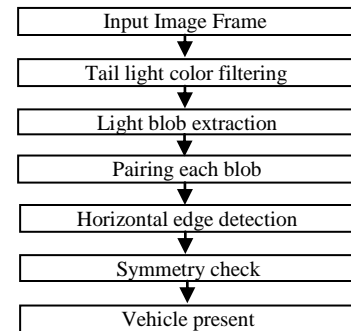 Input Image Frame
Tail light color filtering
Light blob extraction
Pairing each blob
Horizontal edge detection
Symmetry check
Vehicle present